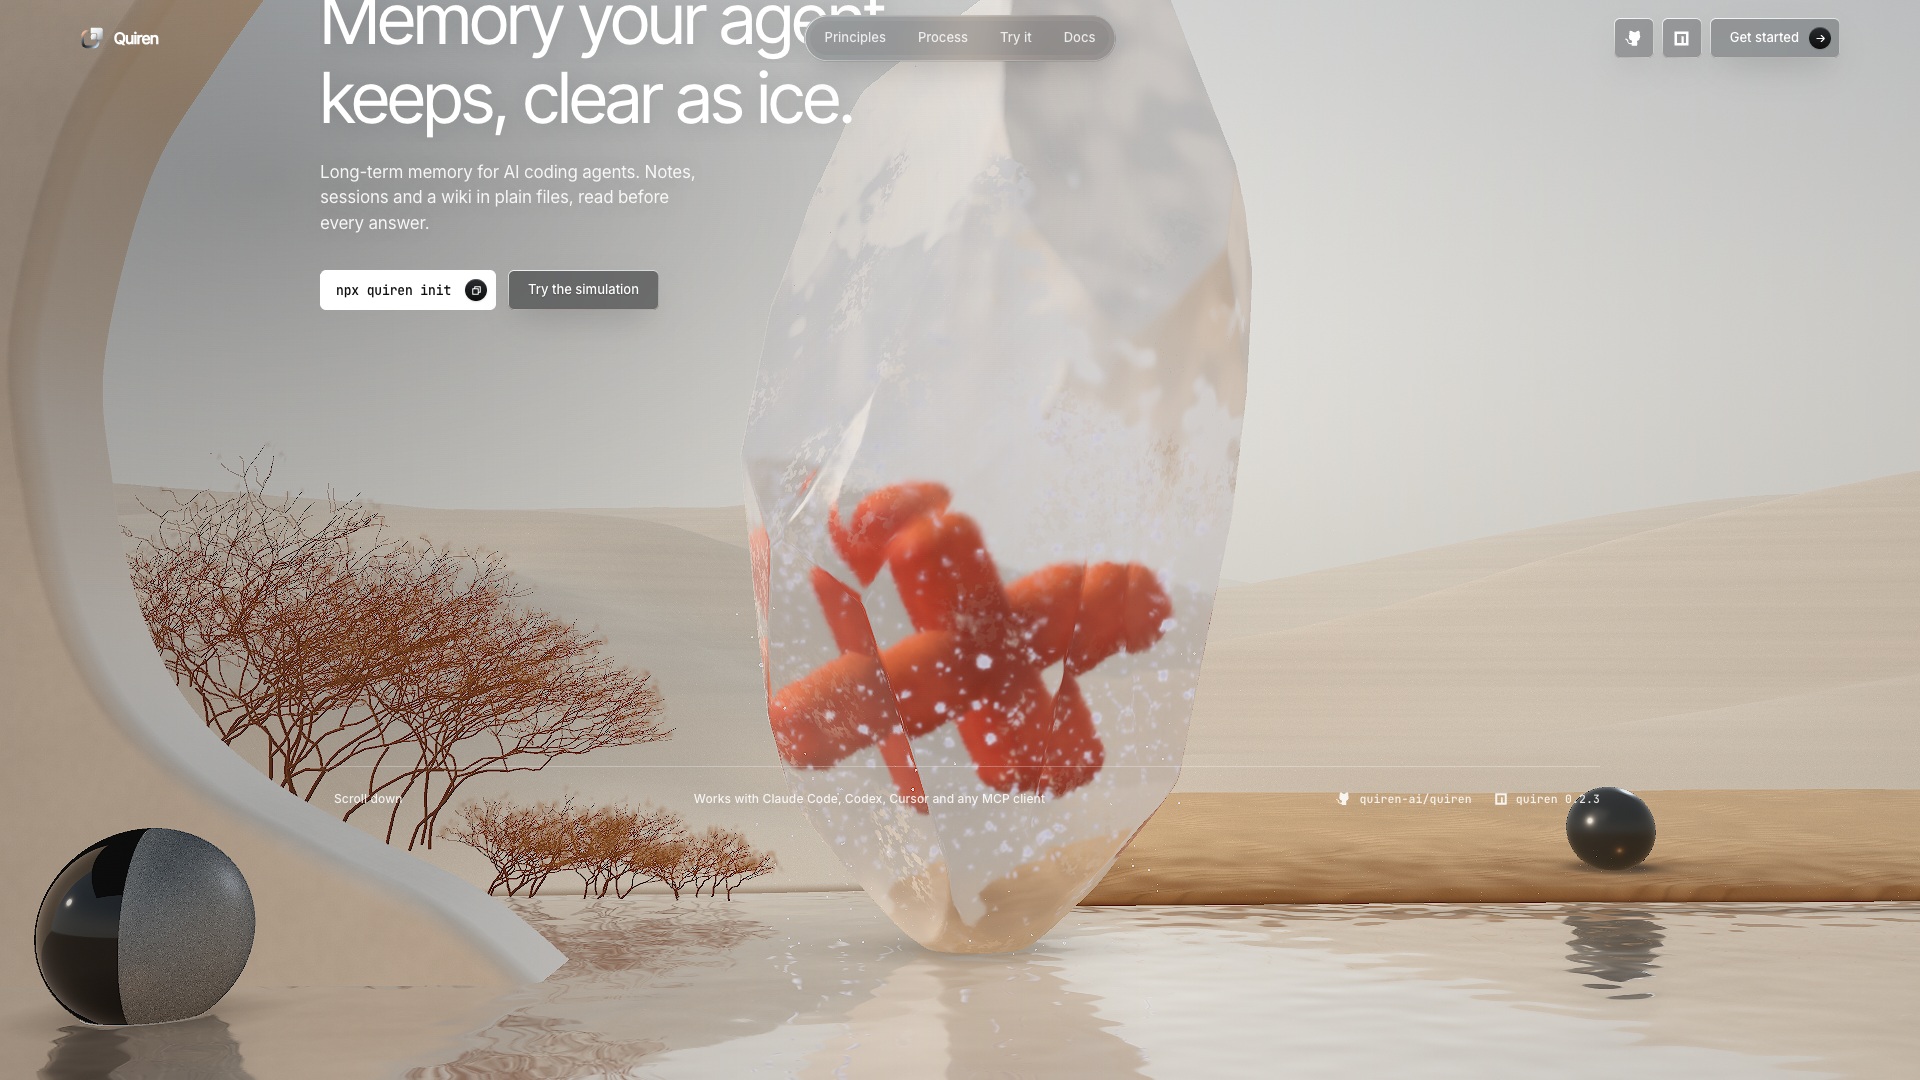 Quiren
Principles
Process
Try it
Docs
Get started
Memory your agent
keeps, clear as ice.
Long-term memory for AI coding agents. Notes,
sessions and a wiki in plain files, read before
every answer.
npx quiren init
Try the simulation
Scroll down
Works with Claude Code, Codex, Cursor and any MCP client
quiren-ai/quiren
quiren 0.2.3